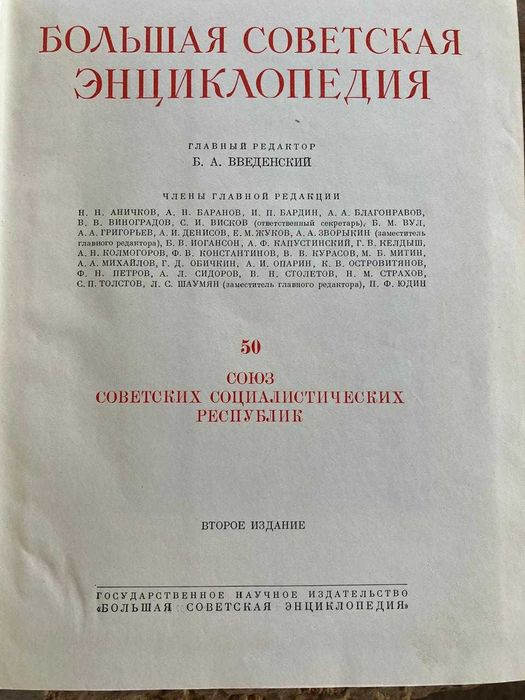 БОЛЬШАЯ СОВЕТСКАЯ
ЭНЦИКЛОПЕДИЯ
ГЛАВНЫЙ РЕДАКТОР
Б. А. ВВЕДЕНСКИЙ
ЧЛЕНЫ ГЛАВНОЙ РЕДАКЦИИ
Н. Н. АНИЧКОВ, А. Н. БАРАНОВ, И. П. БАРДИН, А. А. БЛАГОНРАВОВ,
В. В. ВИНОГРАДОВ, С. И. ВИСКОВ (ответственный секретарь), Б. М. ВУЛ,
А. А. ГРИГОРЬЕВ, А. И. ДЕНИСОВ, Е. М. ЖУКОВ, А. А. ЗВОРЫКИН (заместитель
главного редактора), Б. В. ИОГАНСОН, А. Ф. КАПУСТИНСКИЙ, Г. В. КЕЛДЫШ,
А. Н. КОЛМОГОРОВ, Ф. В. КОНСТАНТИНОВ, В. В. КУРАСОВ, М. Б. МИТИН,
А. А. МИХАЙЛОВ, Г. Д. ОБИЧКИН, А. И. ОПАРИН, К. В. ОСТРОВИТЯНОВ,
Ф. Н. ПЕТРОВ, А. Л. СИДОРОВ, В. Н. СТОЛЕТОВ, Н. М. СТРАХОВ,
С. П. ТОЛСТОВ, Л. С. ШАУМЯН (заместитель главного редактора), П. Ф. ЮДИН
50
СОЮЗ
СОВЕТСКИХ СОЦИАЛИСТИЧЕСКИХ
РЕСПУБЛИК
ВТОРОЕ ИЗДАНИЕ
ГОСУДАРСТВЕННОЕ НАУЧНОЕ ИЗДАТЕЛЬСТВО
«БОЛЬШАЯ СОВЕТСКАЯ ЭНЦИКЛОПЕДИЯ»